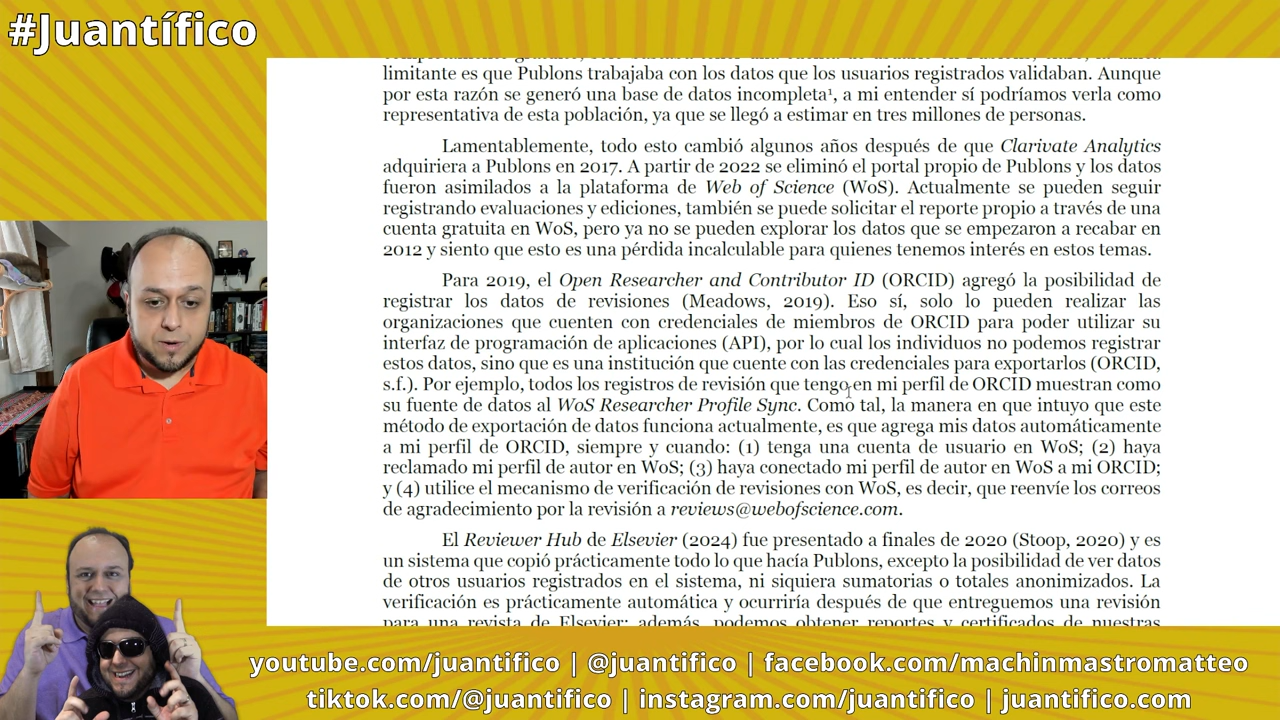 #Juantífico
limitante es que Publons trabajaba con los datos que los usuarios registrados validaban. Aunque
por esta razón se generó una base de datos incompleta¹, a mi entender sí podríamos verla como
representativa de esta población, ya que se llegó a estimar en tres millones de personas.
Lamentablemente, todo esto cambió algunos años después de que Clarivate Analytics
adquiriera a Publons en 2017. A partir de 2022 se eliminó el portal propio de Publons y los datos
fueron asimilados a la plataforma de Web of Science (WoS). Actualmente se pueden seguir
registrando evaluaciones y ediciones, también se puede solicitar el reporte propio a través de una
cuenta gratuita en WoS, pero ya no se pueden explorar los datos que se empezaron a recabar en
2012 y siento que esto es una pérdida incalculable para quienes tenemos interés en estos temas.
Para 2019, el Open Researcher and Contributor ID (ORCID) agregó la posibilidad de
registrar los datos de revisiones (Meadows, 2019). Eso sí, solo lo pueden realizar las
organizaciones que cuenten con credenciales de miembros de ORCID para poder utilizar su
interfaz de programación de aplicaciones (API), por lo cual los individuos no podemos registrar
estos datos, sino que es una institución que cuente con las credenciales para exportarlos (ORCID,
s.f.). Por ejemplo, todos los registros de revisión que tengo en mi perfil de ORCID muestran como
su fuente de datos al WoS Researcher Profile Sync. Como tal, la manera en que intuyo que este
método de exportación de datos funciona actualmente, es que agrega mis datos automáticamente
a mi perfil de ORCID, siempre y cuando: (1) tenga una cuenta de usuario en WoS; (2) haya
reclamado mi perfil de autor en WoS; (3) haya conectado mi perfil de autor en WoS a mi ORCID;
y (4) utilice el mecanismo de verificación de revisiones con WoS, es decir, que reenvíe los correos
de agradecimiento por la revisión a reviews@webofscience.com.
El Reviewer Hub de Elsevier (2024) fue presentado a finales de 2020 (Stoop, 2020) y es
un sistema que copió prácticamente todo lo que hacía Publons, excepto la posibilidad de ver datos
de otros usuarios registrados en el sistema, ni siquiera sumatorias o totales anonimizados. La
verificación es prácticamente automática y ocurriría después de que entreguemos una revisión
para una revista de Elsevier; además, podemos obtener reportes y certificados de nuestras
youtube.com/juantifico | @juantifico | facebook.com/machinmastromatteo
tiktok.com/@juantifico | instagram.com/juantifico | juantifico.com